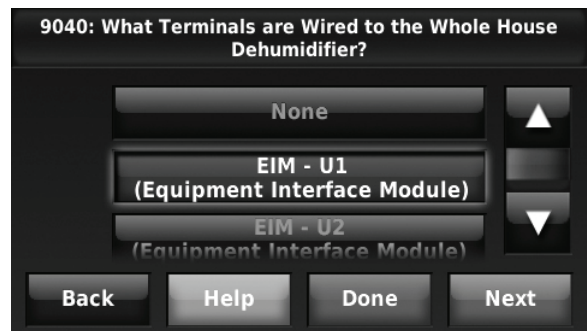 9040: What Terminals are Wired to the Whole House
Dehumidifier?
None
EIM - U1
(Equipment Interface Module)
EIM - U2
(Equipment Interface Module)
Back
Help
Done
Next